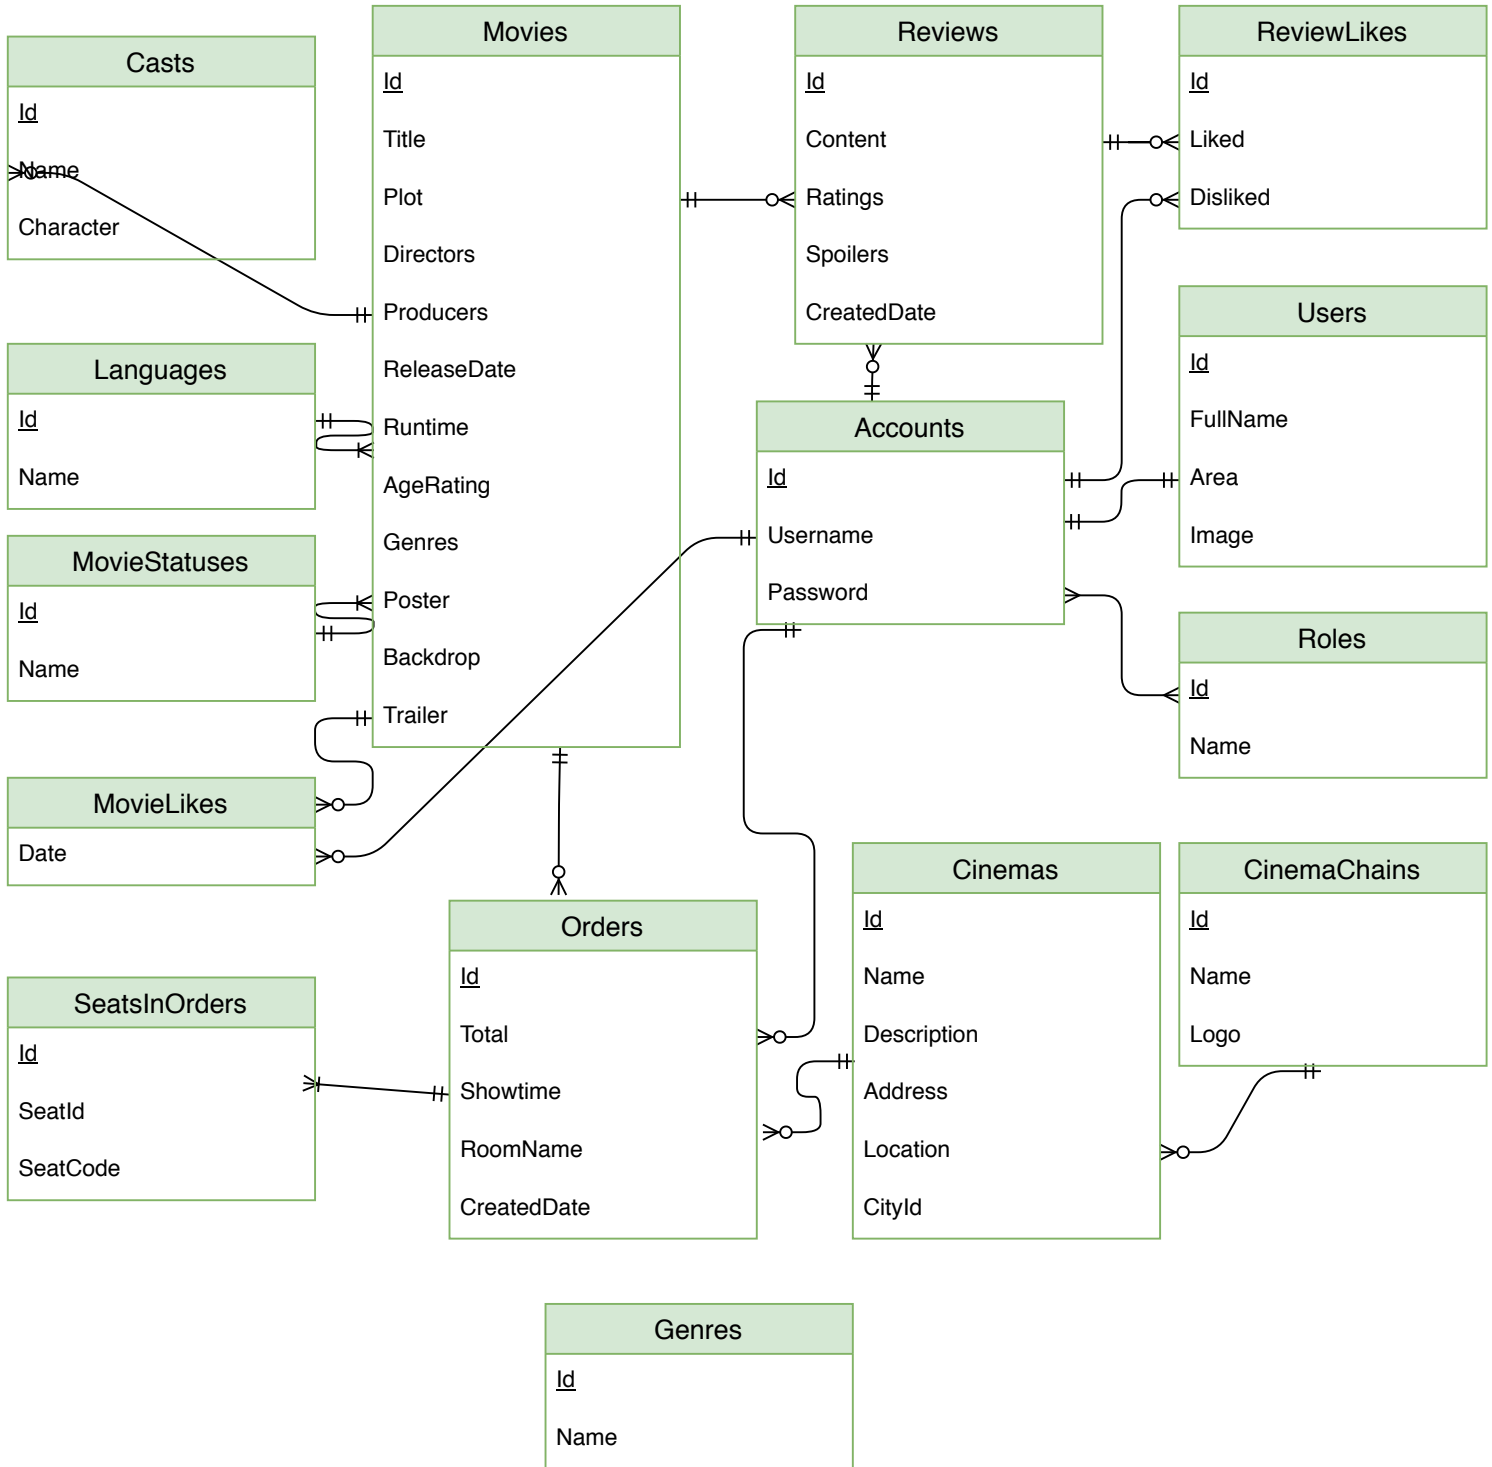 Casts
Id
Name
Character
Movies
Id
Title
Plot
Directors
Producers
ReleaseDate
Runtime
AgeRating
Genres
Poster
Backdrop
Trailer
Reviews
Id
Content
Ratings
Spoilers
CreatedDate
ReviewLikes
Id
Liked
Disliked
Languages
Id
Name
Users
Id
FullName
Area
Image
Accounts
Id
Username
Password
MovieStatuses
Id
Name
Roles
Id
Name
MovieLikes
Date
Orders
Id
Total
Showtime
RoomName
CreatedDate
Cinemas
Id
Name
Description
Address
Location
CityId
CinemaChains
Id
Name
Logo
SeatsInOrders
Id
SeatId
SeatCode
Genres
Id
Name